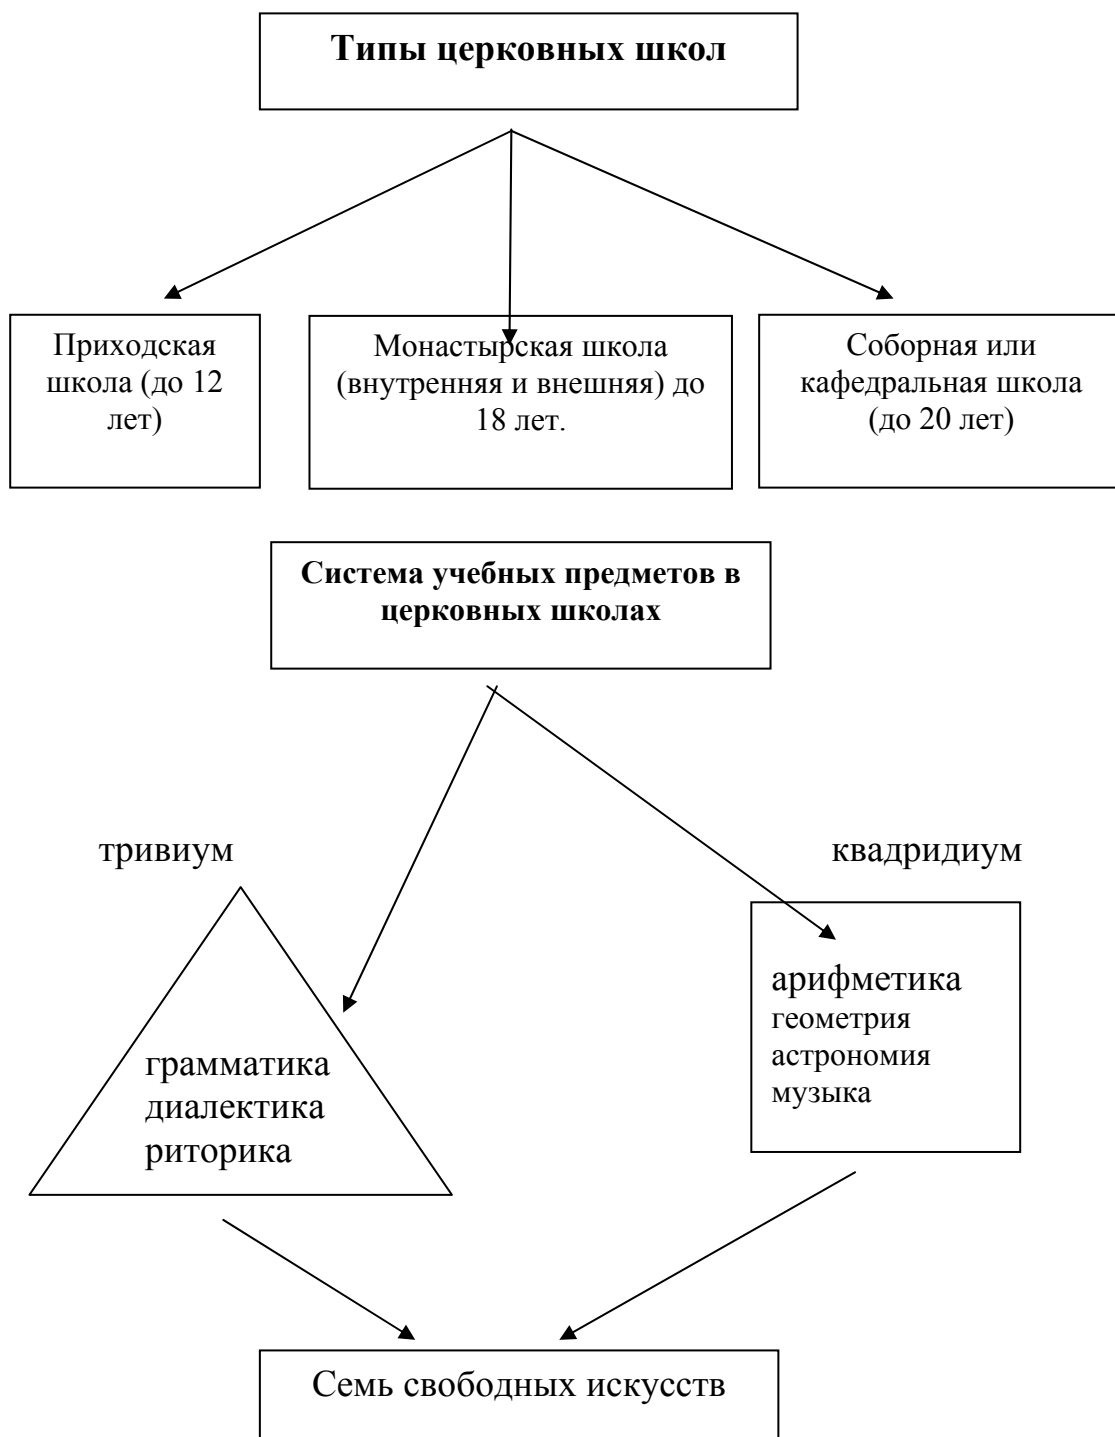 Типы церковных школ
Приходская
школа (до 12
лет)
Монастырская школа
(внутренняя и внешняя) до
18 лет.
Соборная или
кафедральная школа
(до 20 лет)
Система учебных предметов в
церковных школах
тривиум
квадридиум
грамматика
диалектика
риторика
арифметика
геометрия
астрономия
музыка
Семь свободных искусств